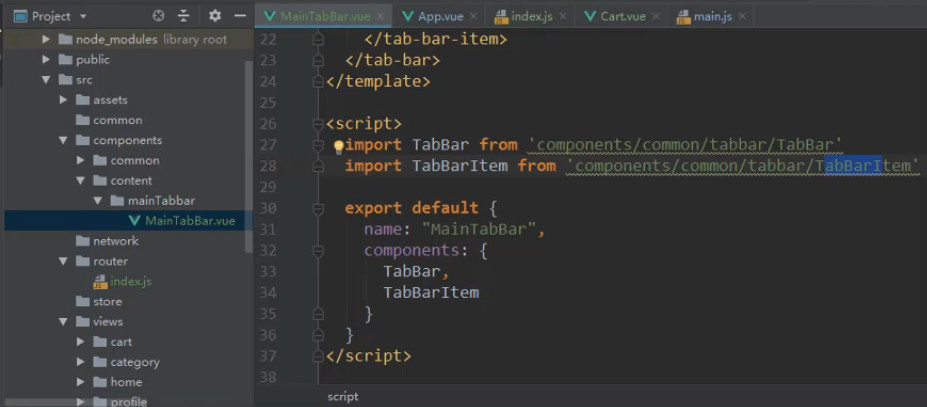 Project
node_modules library root
public
src
assets
common
components
common
content
mainTabbar
MainTabBar.vue
network
router
index.js
store
views
cart
category
home
profile
MainTabBar.vue × App.vue × index.js × Cart.vue × main.js ×
22 </tab-bar-item>
23 </tab-bar>
24 </template>
25
26 <script>
27 import TabBar from 'components/common/tabbar/TabBar'
28 import TabBarItem from 'components/common/tabbar/TabBarItem'
29
30 export default {
31 name: "MainTabBar",
32 components: {
33 TabBar,
34 TabBarItem
35 }
36 }
37 </script>
38
script